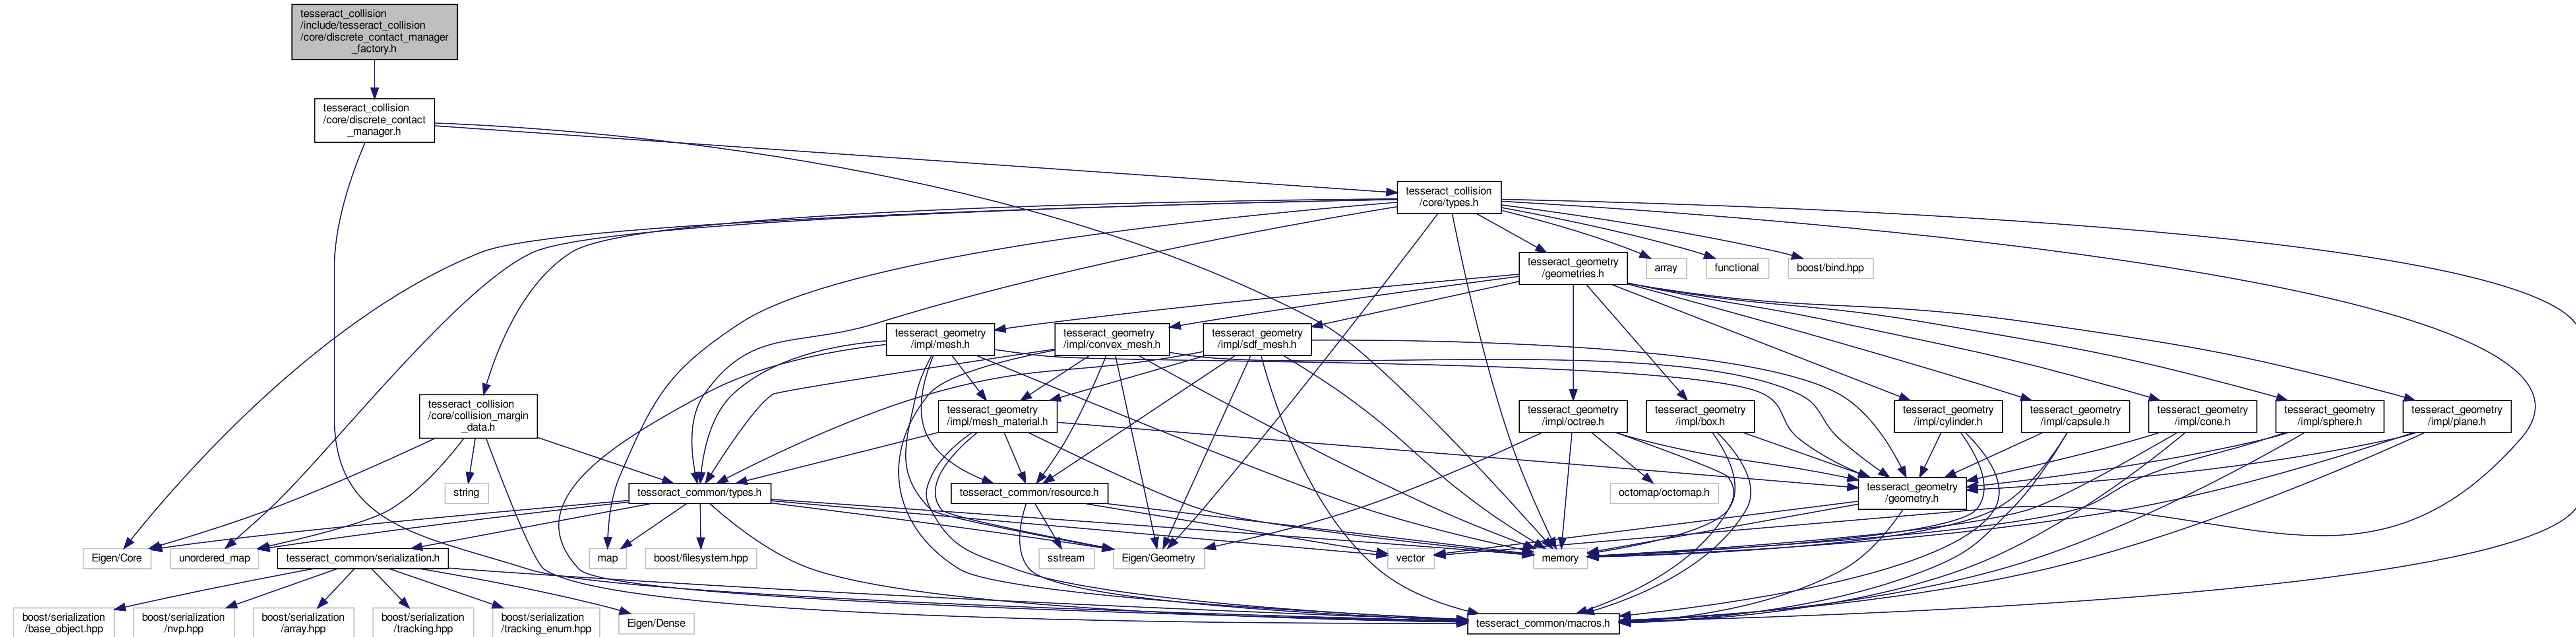 tesseract_collision
/include/tesseract_collision
/core/discrete_contact_manager
_factory.h
tesseract_collision
/core/discrete_contact
_manager.h
tesseract_collision
/core/types.h
tesseract_geometry
/geometries.h
array
functional
boost/bind.hpp
tesseract_geometry
/impl/mesh.h
tesseract_geometry
/impl/convex_mesh.h
tesseract_geometry
/impl/sdf_mesh.h
tesseract_collision
/core/collision_margin
_data.h
tesseract_geometry
/impl/mesh_material.h
tesseract_geometry
/impl/octree.h
tesseract_geometry
/impl/box.h
tesseract_geometry
/impl/cylinder.h
tesseract_geometry
/impl/capsule.h
tesseract_geometry
/impl/cone.h
tesseract_geometry
/impl/sphere.h
tesseract_geometry
/impl/plane.h
string
tesseract_common/types.h
tesseract_common/resource.h
octomap/octomap.h
tesseract_geometry
/geometry.h
Eigen/Core
unordered_map
tesseract_common/serialization.h
map
boost/filesystem.hpp
sstream
Eigen/Geometry
vector
memory
boost/serialization
/base_object.hpp
boost/serialization
/nvp.hpp
boost/serialization
/array.hpp
boost/serialization
/tracking.hpp
boost/serialization
/tracking_enum.hpp
Eigen/Dense
tesseract_common/macros.h